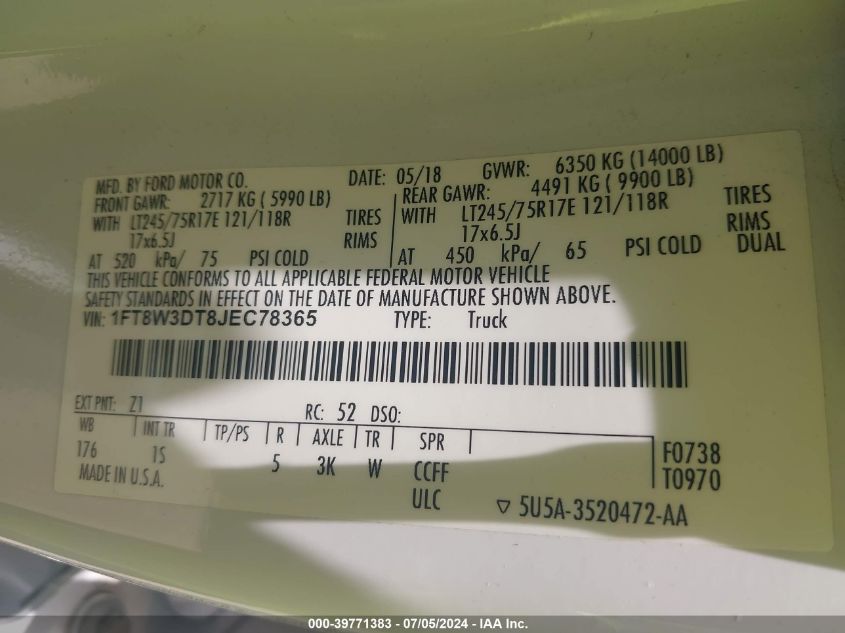 MFD. BY FORD MOTOR CO. DATE: 05/18 GVWR: 6350 KG (14000 LB)
FRONT GAWR: 2717 KG ( 5990 LB) REAR GAWR: 4491 KG ( 9900 LB)
WITH LT245/75R17E 121/118R TIRES WITH LT245/75R17E 121/118R TIRES
17x6.5J RIMS 17x6.5J RIMS
AT 520 kPa/ 75 PSI COLD AT 450 kPa/ 65 PSI COLD DUAL
THIS VEHICLE CONFORMS TO ALL APPLICABLE FEDERAL MOTOR VEHICLE
SAFETY STANDARDS IN EFFECT ON THE DATE OF MANUFACTURE SHOWN ABOVE.
VIN: 1FT8W3DT8JEC78365 TYPE: Truck
EXT PNT: Z1 RC: 52 DSO:
WB INT TR TP/PS R AXLE TR SPR F0738
176 1S 5 3K W CCFF T0970
MADE IN U.S.A. ULC ▽ 5U5A-3520472-AA
000-39771383 - 07/05/2024 - IAA Inc.